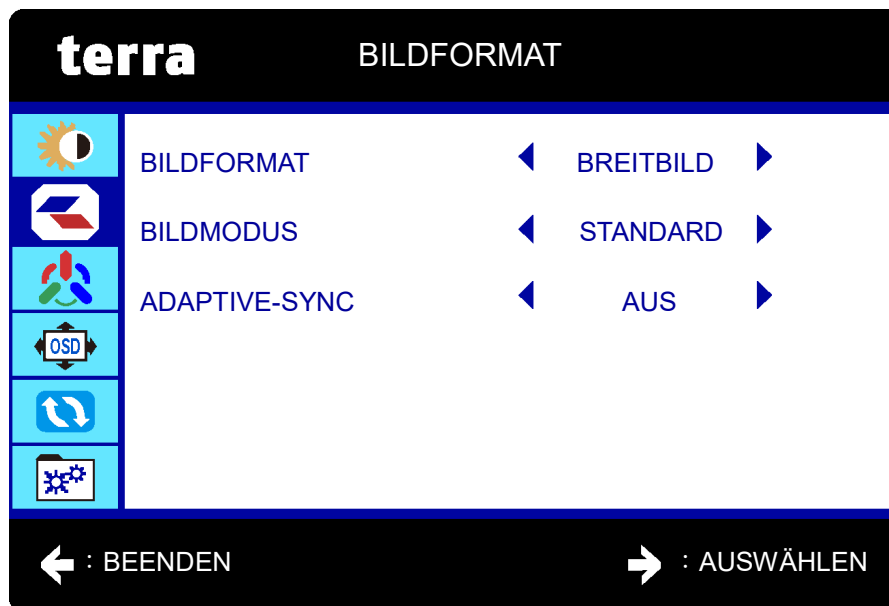 terra BILDFORMAT
BILDFORMAT BREITBILD
BILDMODUS STANDARD
ADAPTIVE-SYNC AUS
OSD
: BEENDEN : AUSWÄHLEN